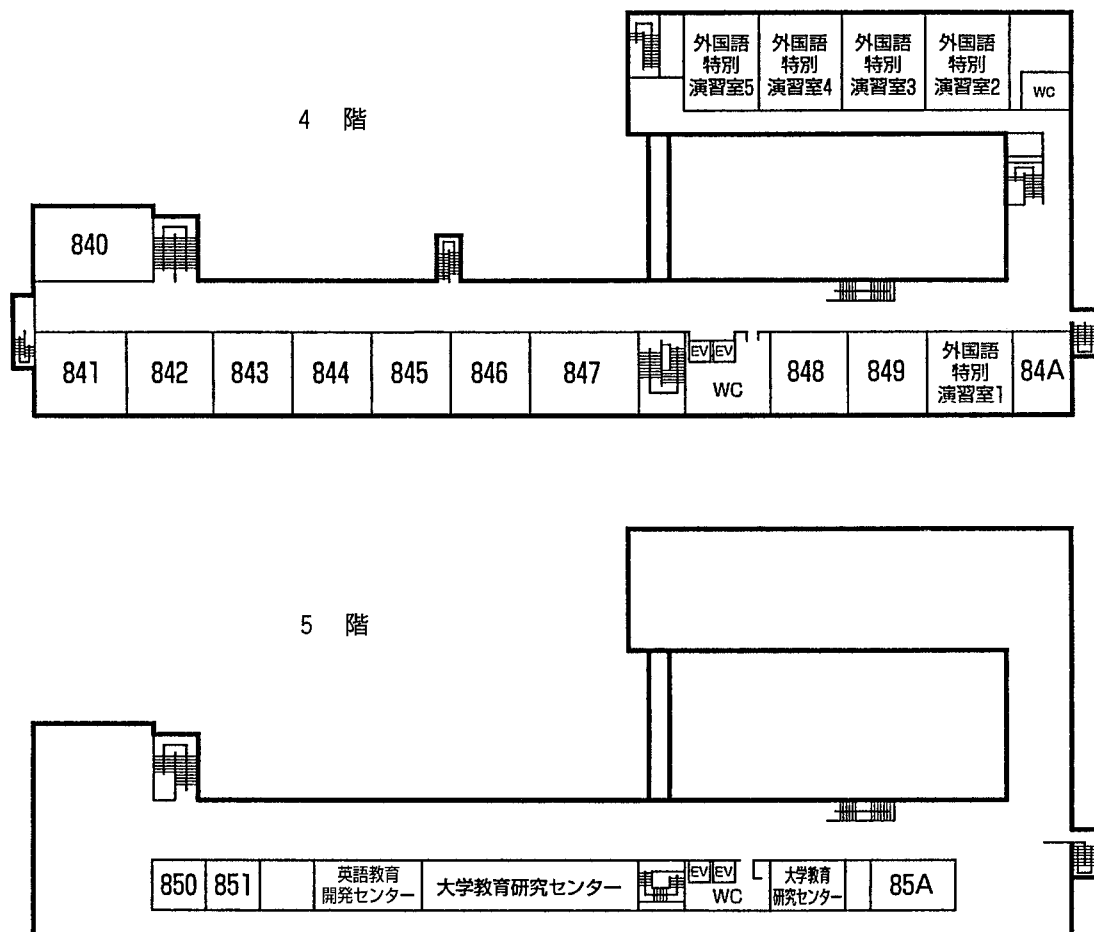 外国語
特別
演習室5
外国語
特別
演習室4
外国語
特別
演習室3
外国語
特別
演習室2
WC
4 階
840
841
842
843
844
845
846
847
EV
EV
WC
848
849
外国語
特別
演習室1
84A
5 階
850
851
英語教育
開発センター
大学教育研究センター
EV
EV
WC
大学教育
研究センター
85A